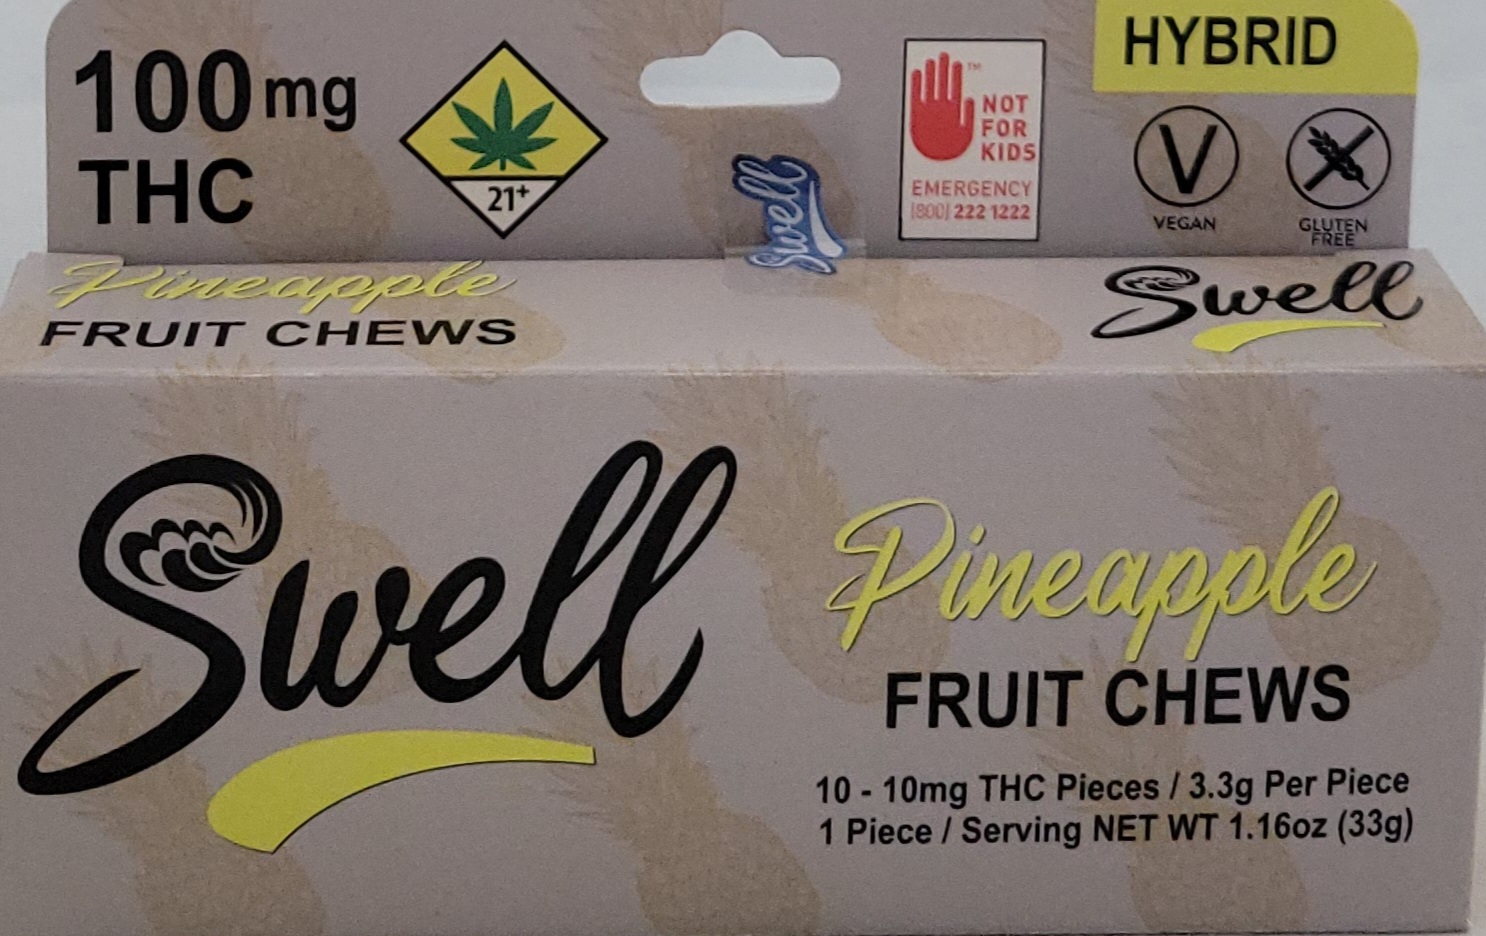 100mg
THC
21+
Swell
NOT
FOR
KIDS
™
EMERGENCY
(800) 222 1222
HYBRID
V
VEGAN
GLUTEN
FREE
Pineapple
FRUIT CHEWS
Swell
Swell
Pineapple
FRUIT CHEWS
10 - 10mg THC Pieces / 3.3g Per Piece
1 Piece / Serving NET WT 1.16oz (33g)